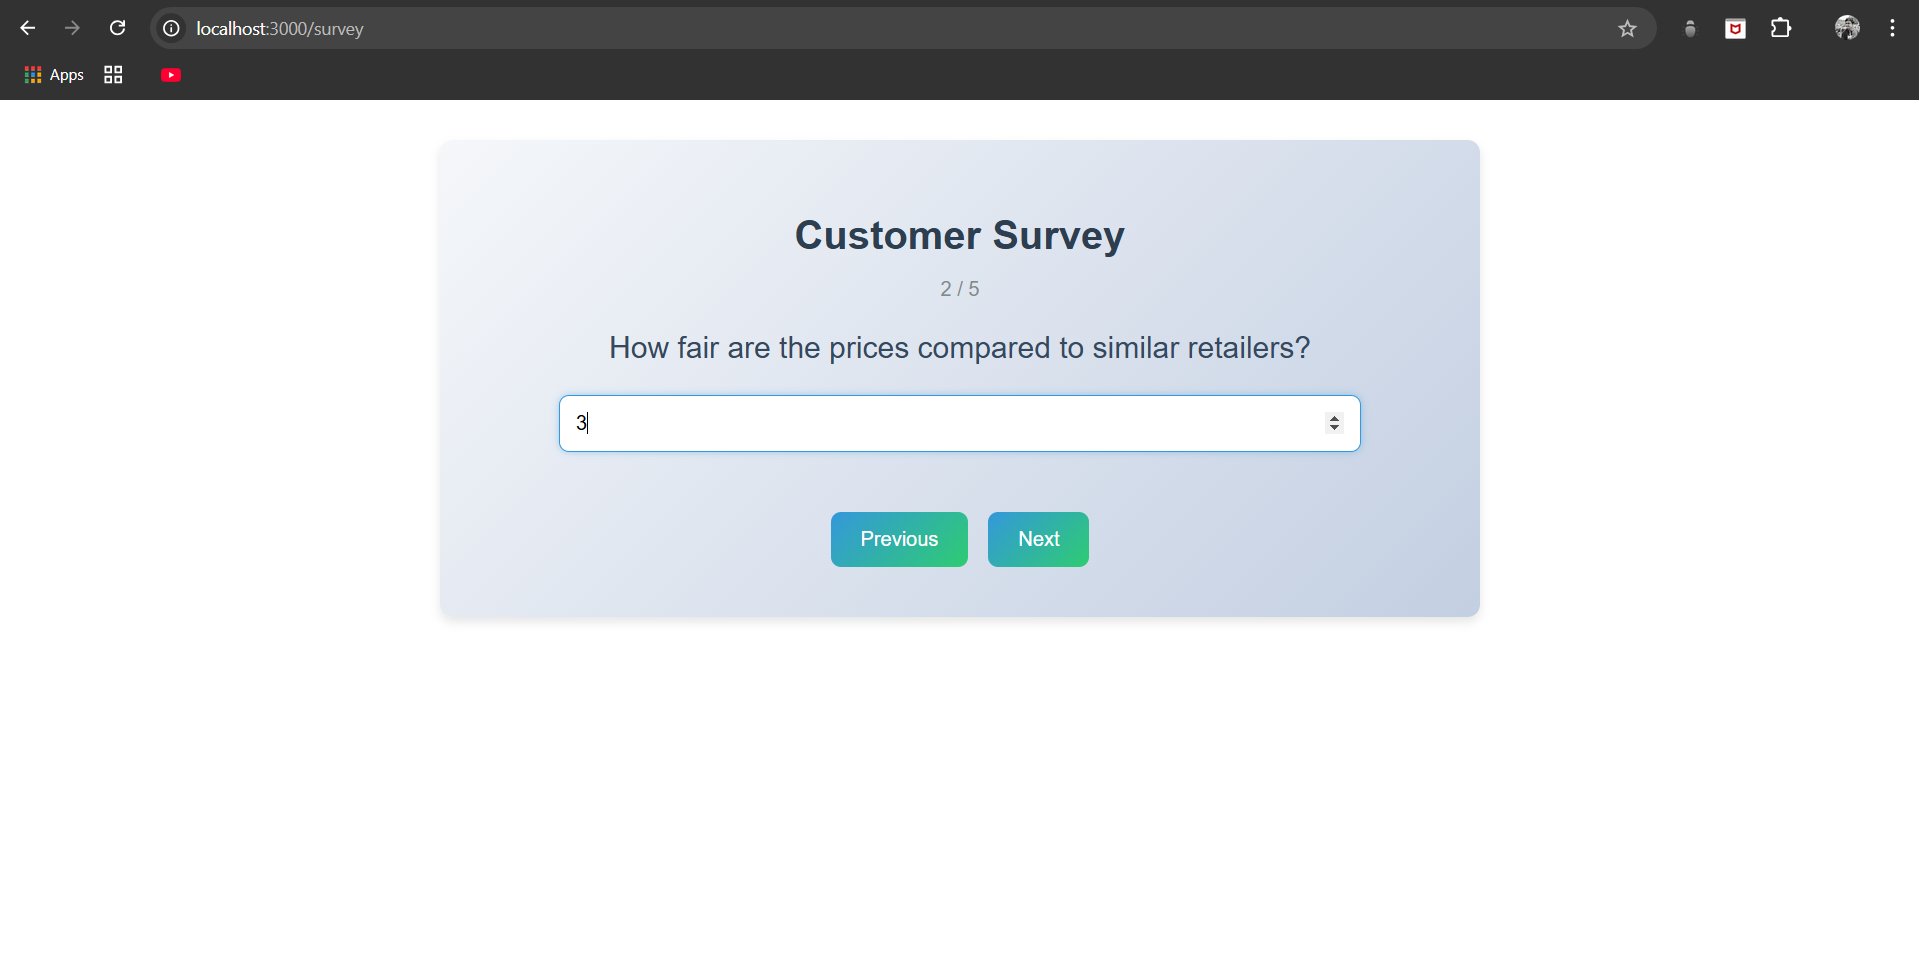 localhost:3000/survey
Apps
Customer Survey
2 / 5
How fair are the prices compared to similar retailers?
3
Previous Next